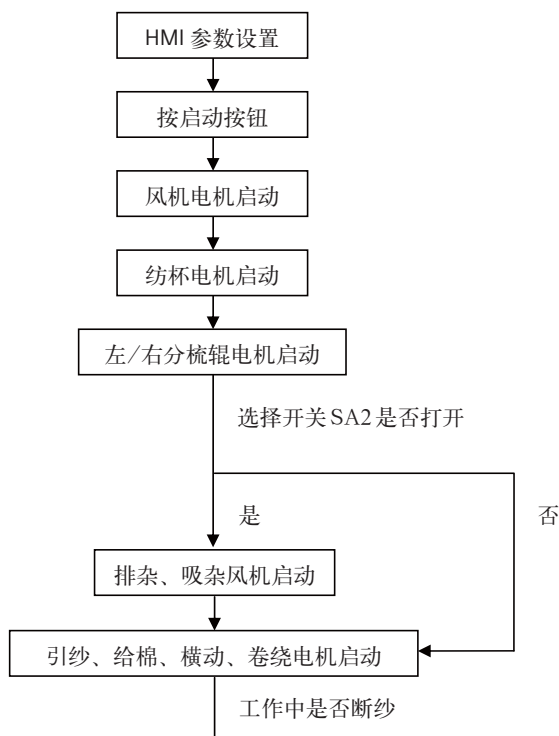 HMI 参数设置
按启动按钮
风机电机启动
纺杯电机启动
左/右分梳辊电机启动
选择开关SA2是否打开
是
否
排杂、吸杂风机启动
引纱、给棉、横动、卷绕电机启动
工作中是否断纱